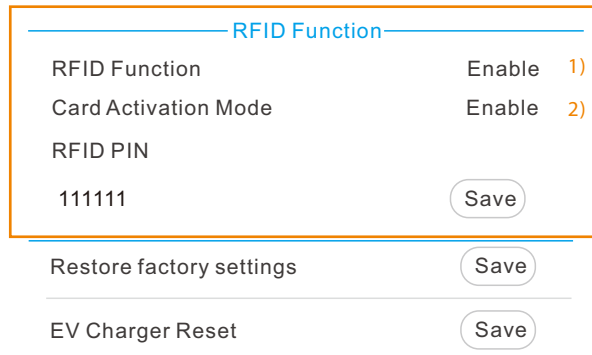 RFID Function
RFID Function Enable 1)
Card Activation Mode Enable 2)
RFID PIN
111111 Save
Restore factory settings Save
EV Charger Reset Save